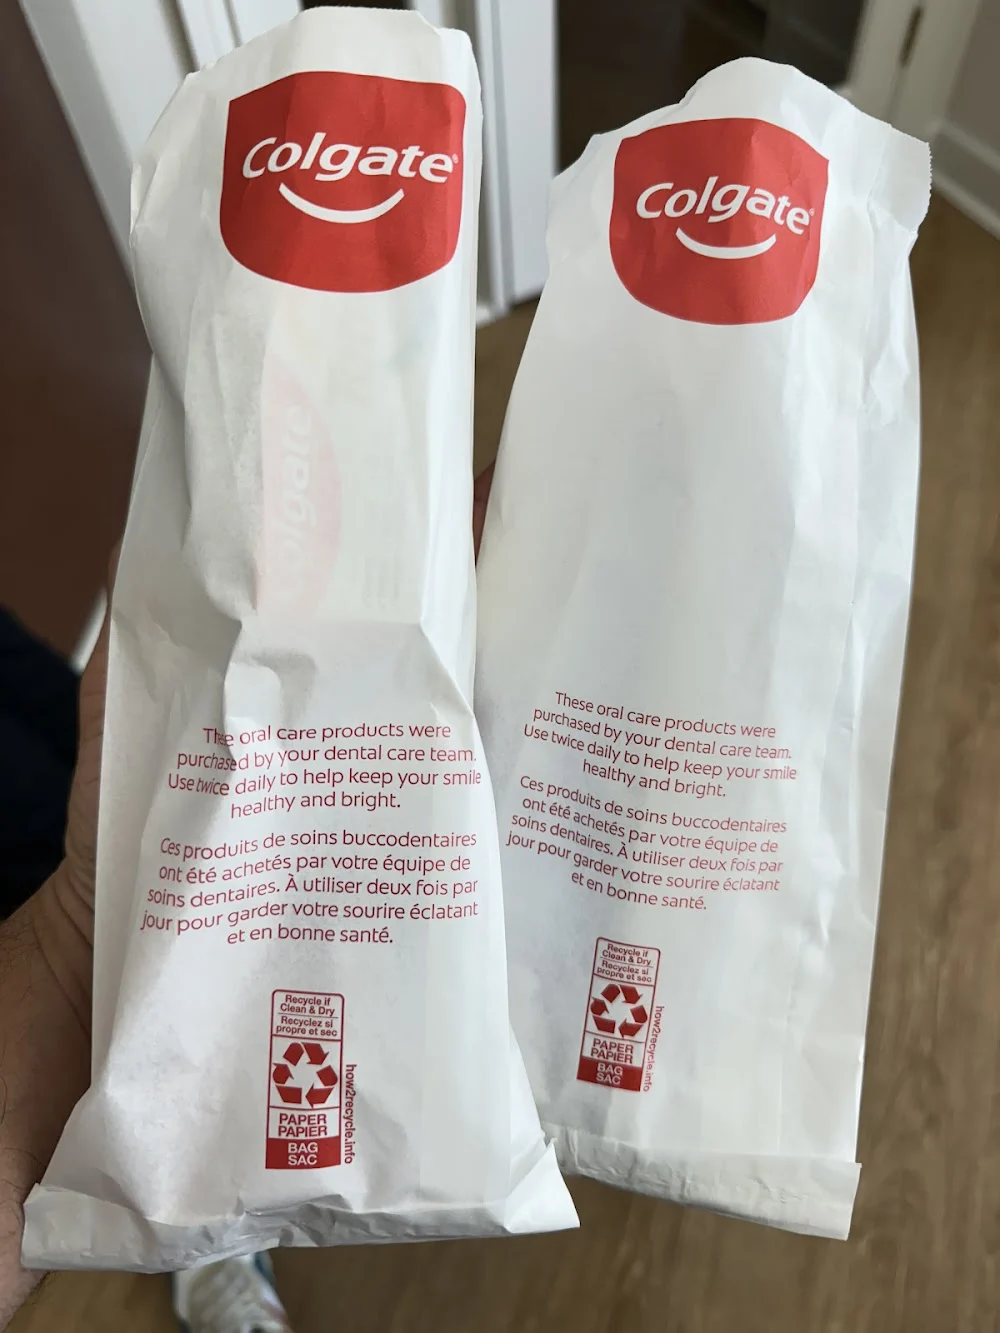 Colgate®
Colgate
These oral care products were
purchased by your dental care team.
Use twice daily to help keep your smile
healthy and bright.
Ces produits de soins buccodentaires
ont été achetés par votre équipe de
soins dentaires. À utiliser deux fois par
jour pour garder votre sourire éclatant
et en bonne santé.
Recycle if
Clean & Dry
Recyclez si
propre et sec
PAPER
PAPIER
BAG
SAC
how2recycle.info
Colgate®
These oral care products were
purchased by your dental care team.
Use twice daily to help keep your smile
healthy and bright.
Ces produits de soins buccodentaires
ont été achetés par votre équipe de
soins dentaires. À utiliser deux fois par
jour pour garder votre sourire éclatant
et en bonne santé.
Recycle if
Clean & Dry
Recyclez si
propre et sec
PAPER
PAPIER
BAG
SAC
how2recycle.info